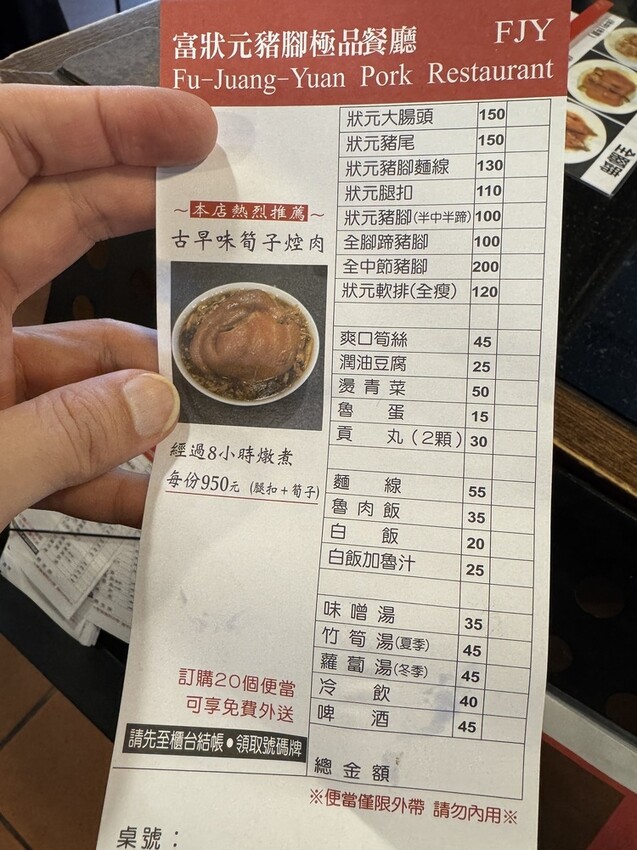 富狀元豬腳極品餐廳 FJY
Fu-Juang-Yuan Pork Restaurant
狀元大腸頭 150
狀元豬尾 150
狀元豬腳麵線 130
狀元腿扣 110
狀元豬腳(半中半蹄) 100
全腳蹄豬腳 100
全中節豬腳 200
狀元軟排(全瘦) 120
爽口筍絲 45
潤油豆腐 25
燙青菜 50
魯蛋 15
貢丸(2顆) 30
麵線 55
魯肉飯 35
白飯 20
白飯加魯汁 25
味噌湯 35
竹筍湯(夏季) 45
蘿蔔湯(冬季) 45
冷飲 40
啤酒 45
總金額
～本店熱烈推薦～
古早味筍子焢肉
經過8小時燉煮
每份950元 (腿扣+筍子)
訂購20個便當
可享免費外送
請先至櫃台結帳•領取號碼牌
※便當僅限外帶 請勿內用※
桌號：